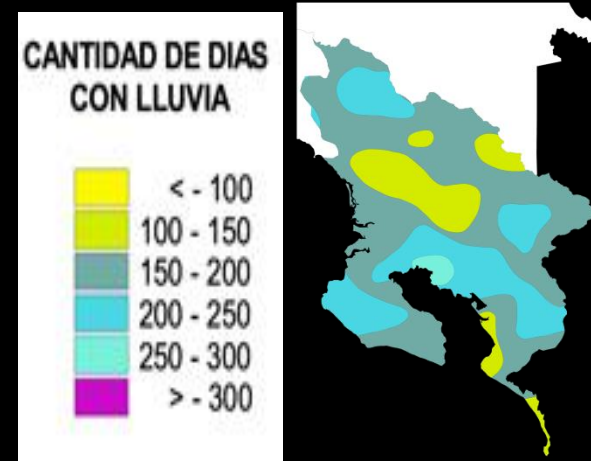 CANTIDAD DE DIAS
CON LLUVIA
< - 100
100 - 150
150 - 200
200 - 250
250 - 300
> - 300